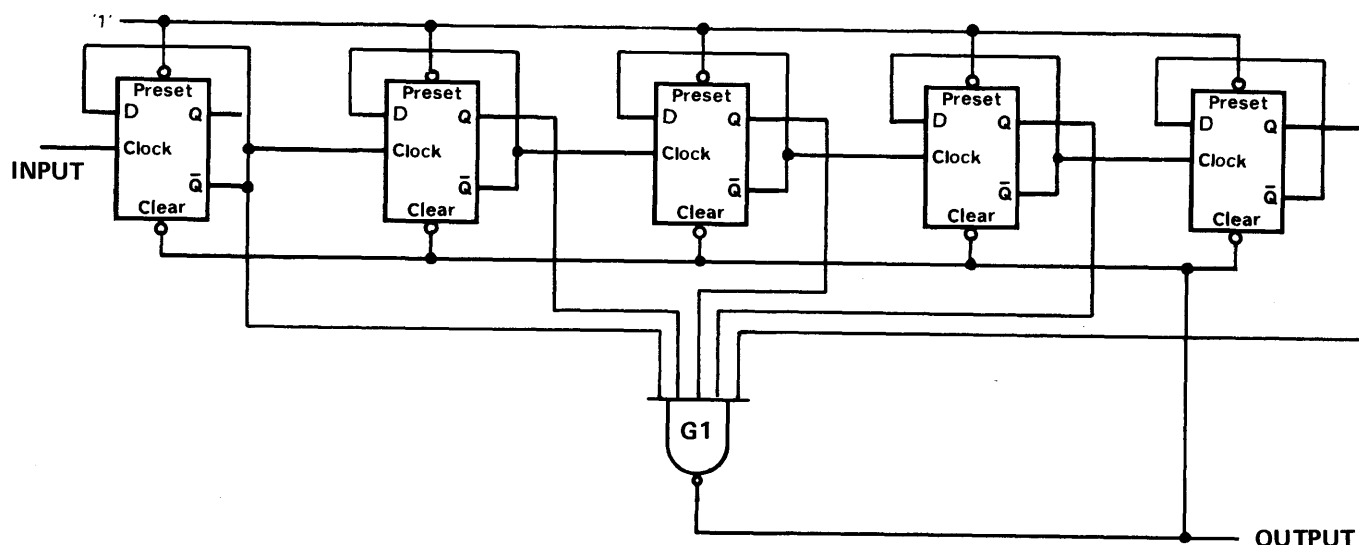 '1'
Preset
D Q
Clock
Q̅
Clear
Preset
D Q
Clock
Q̅
Clear
Preset
D Q
Clock
Q̅
Clear
Preset
D Q
Clock
Q̅
Clear
Preset
D Q
Clock
Q̅
Clear
INPUT
G1
OUTPUT